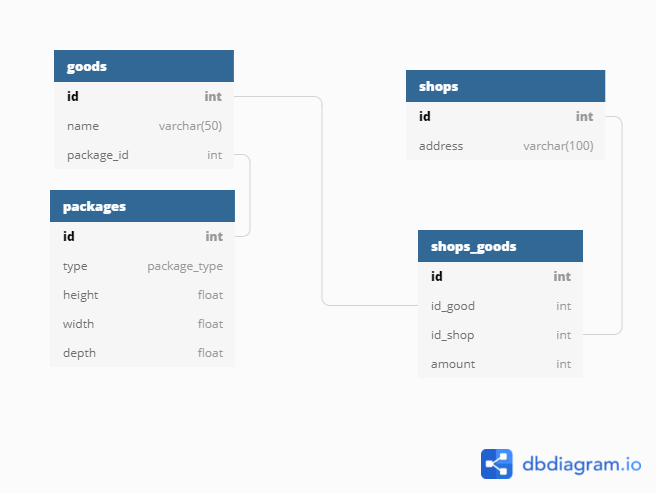 goods
id int
name varchar(50)
package_id int
packages
id int
type package_type
height float
width float
depth float
shops
id int
address varchar(100)
shops_goods
id int
id_good int
id_shop int
amount int
dbdiagram.io